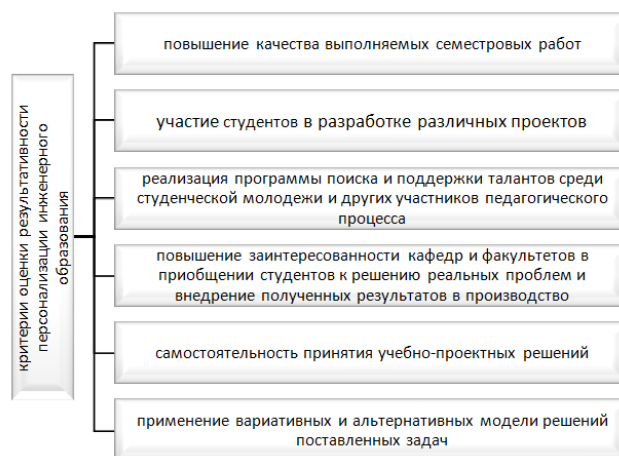 критерии оценки результативности
персонализации инженерного
образования
повышение качества выполняемых семестровых работ
участие студентов в разработке различных проектов
реализация программы поиска и поддержки талантов среди
студенческой молодежи и других участников педагогического
процесса
повышение заинтересованности кафедр и факультетов в
приобщении студентов к решению реальных проблем и
внедрение полученных результатов в производство
самостоятельность принятия учебно-проектных решений
применение вариативных и альтернативных модели решений
поставленных задач